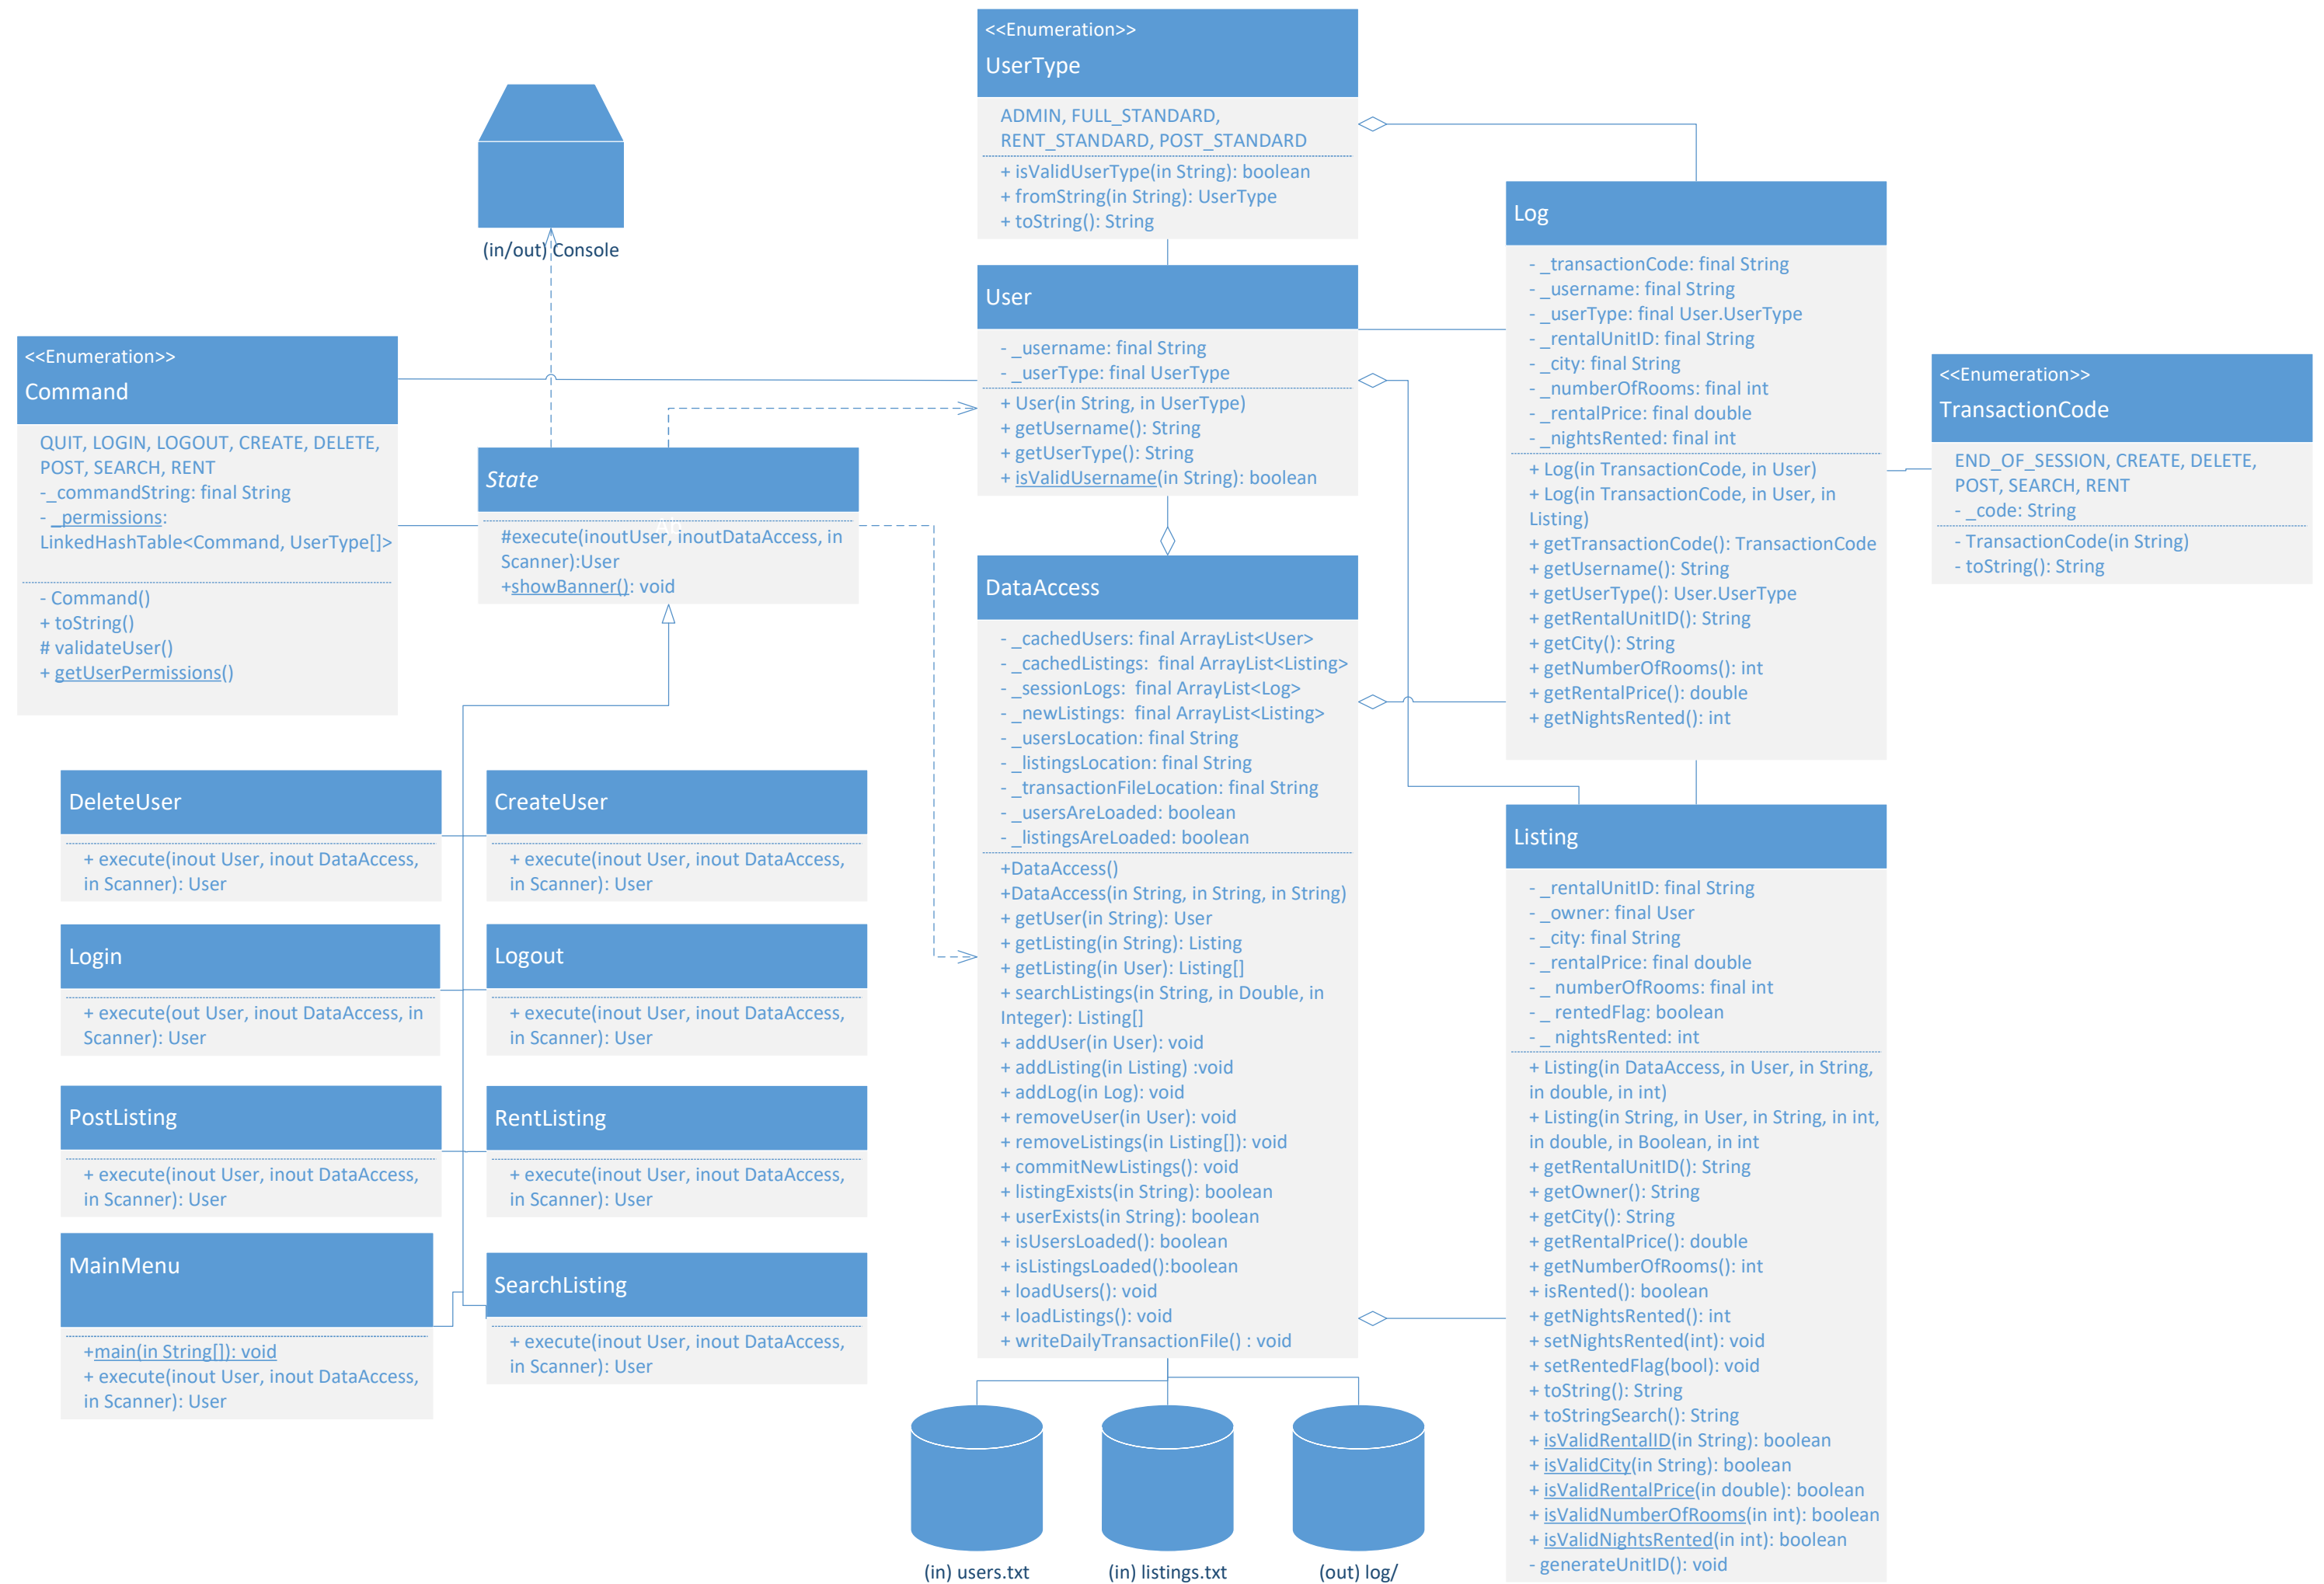 <<Enumeration>>
UserType
ADMIN, FULL_STANDARD,
RENT_STANDARD, POST_STANDARD
+ isValidUserType(in String): boolean
+ fromString(in String): UserType
+ toString(): String
(in/out) Console
User
- _username: final String
- _userType: final UserType
+ User(in String, in UserType)
+ getUsername(): String
+ getUserType(): String
+ isValidUsername(in String): boolean
Log
- _transactionCode: final String
- _username: final String
- _userType: final User.UserType
- _rentalUnitID: final String
- _city: final String
- _numberOfRooms: final int
- _rentalPrice: final double
- _nightsRented: final int
+ Log(in TransactionCode, in User)
+ Log(in TransactionCode, in User, in
Listing)
+ getTransactionCode(): TransactionCode
+ getUsername(): String
+ getUserType(): User.UserType
+ getRentalUnitID(): String
+ getCity(): String
+ getNumberOfRooms(): int
+ getRentalPrice(): double
+ getNightsRented(): int
<<Enumeration>>
TransactionCode
END_OF_SESSION, CREATE, DELETE,
POST, SEARCH, RENT
- _code: String
- TransactionCode(in String)
- toString(): String
<<Enumeration>>
Command
QUIT, LOGIN, LOGOUT, CREATE, DELETE,
POST, SEARCH, RENT
-_commandString: final String
- _permissions:
LinkedHashTable<Command, UserType[]>
- Command()
+ toString()
# validateUser()
+ getUserPermissions()
State
#execute(inoutUser, inoutDataAccess, in
Scanner):User
+showBanner(): void
DataAccess
- _cachedUsers: final ArrayList<User>
- _cachedListings:  final ArrayList<Listing>
- _sessionLogs:  final ArrayList<Log>
- _newListings:  final ArrayList<Listing>
- _usersLocation: final String
- _listingsLocation: final String
- _transactionFileLocation: final String
- _usersAreLoaded: boolean
- _listingsAreLoaded: boolean
+DataAccess()
+DataAccess(in String, in String, in String)
+ getUser(in String): User
+ getListing(in String): Listing
+ getListing(in User): Listing[]
+ searchListings(in String, in Double, in
Integer): Listing[]
+ addUser(in User): void
+ addListing(in Listing) :void
+ addLog(in Log): void
+ removeUser(in User): void
+ removeListings(in Listing[]): void
+ commitNewListings(): void
+ listingExists(in String): boolean
+ userExists(in String): boolean
+ isUsersLoaded(): boolean
+ isListingsLoaded():boolean
+ loadUsers(): void
+ loadListings(): void
+ writeDailyTransactionFile() : void
DeleteUser
+ execute(inout User, inout DataAccess,
in Scanner): User
CreateUser
+ execute(inout User, inout DataAccess,
in Scanner): User
Login
+ execute(out User, inout DataAccess, in
Scanner): User
Logout
+ execute(inout User, inout DataAccess,
in Scanner): User
PostListing
+ execute(inout User, inout DataAccess,
in Scanner): User
RentListing
+ execute(inout User, inout DataAccess,
in Scanner): User
MainMenu
+main(in String[]): void
+ execute(inout User, inout DataAccess,
in Scanner): User
SearchListing
+ execute(inout User, inout DataAccess,
in Scanner): User
Listing
- _rentalUnitID: final String
- _owner: final User
- _city: final String
- _rentalPrice: final double
- _ numberOfRooms: final int
- _ rentedFlag: boolean
- _ nightsRented: int
+ Listing(in DataAccess, in User, in String,
in double, in int)
+ Listing(in String, in User, in String, in int,
in double, in Boolean, in int
+ getRentalUnitID(): String
+ getOwner(): String
+ getCity(): String
+ getRentalPrice(): double
+ getNumberOfRooms(): int
+ isRented(): boolean
+ getNightsRented(): int
+ setNightsRented(int): void
+ setRentedFlag(bool): void
+ toString(): String
+ toStringSearch(): String
+ isValidRentalID(in String): boolean
+ isValidCity(in String): boolean
+ isValidRentalPrice(in double): boolean
+ isValidNumberOfRooms(in int): boolean
+ isValidNightsRented(in int): boolean
- generateUnitID(): void
(in) users.txt
(in) listings.txt
(out) log/